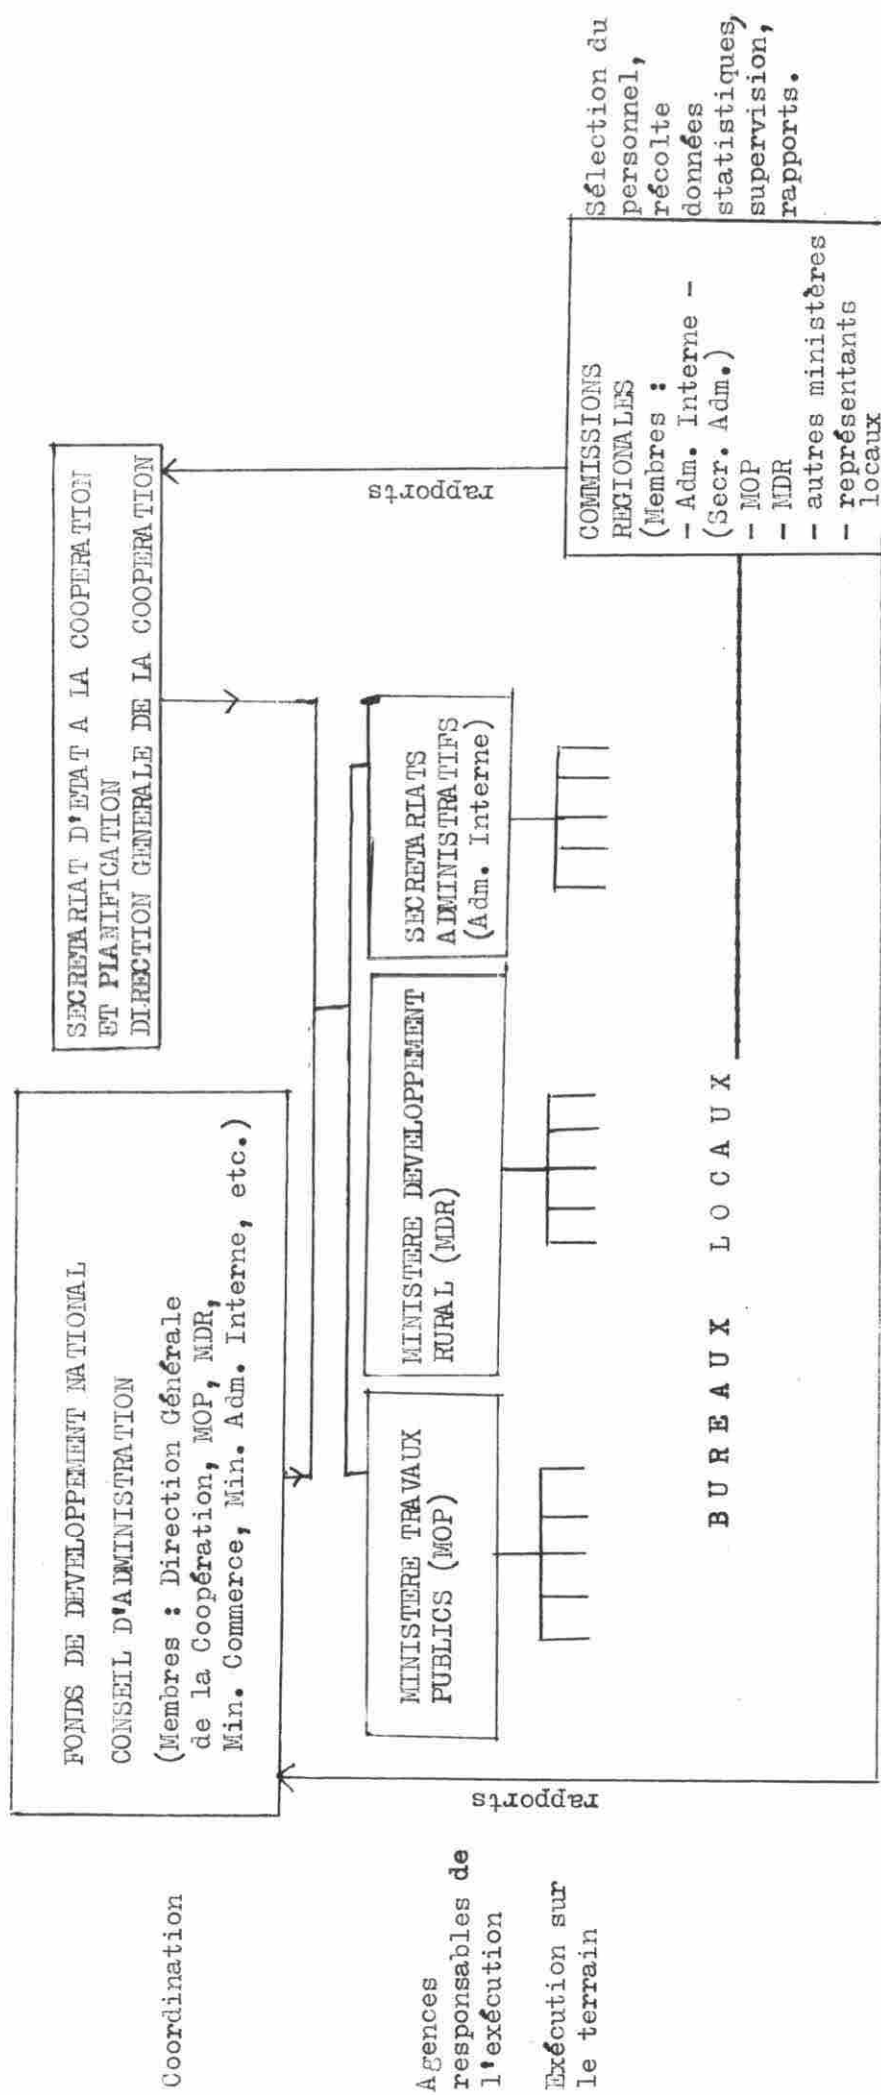 Coordination
FONDS DE DEVELOPPEMENT NATIONAL
CONSEIL D'ADMINISTRATION
(Membres : Direction Générale
de la Coopération, MOP, MDR,
Min. Commerce, Min. Adm. Interne, etc.)
SECRETARIAT D'ETAT A LA COOPERATION
ET PLANIFICATION
DIRECTION GENERALE DE LA COOPERATION
rapports
rapports
Agences
responsables de
l'exécution
MINISTERE TRAVAUX
PUBLICS (MOP)
MINISTERE DEVELOPPEMENT
RURAL (MDR)
SECRETARIATS
ADMINISTRATIFS
(Adm. Interne)
Exécution sur
le terrain
BUREAUX LOCAUX
COMMISSIONS
REGIONALES
(Membres :
- Adm. Interne -
(Secr. Adm.)
- MOP
- MDR
- autres ministères
- représentants
locaux
Sélection du
personnel,
récolte
données
statistiques,
supervision,
rapports.